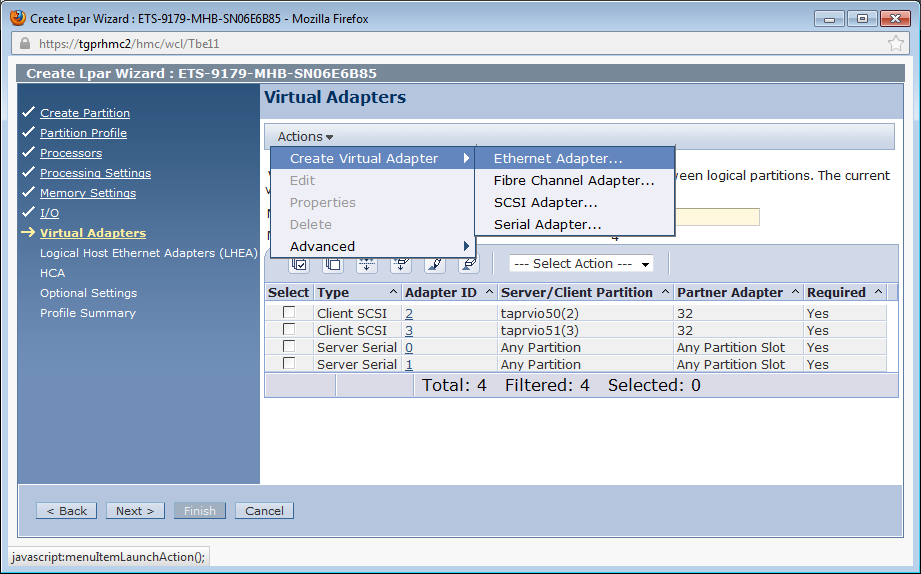 Create Lpar Wizard : ETS-9179-MHB-SN06E6B85 - Mozilla Firefox
https://tgprhmc2/hmc/wcl/Tbe11
Create Lpar Wizard : ETS-9179-MHB-SN06E6B85
Create Partition
Partition Profile
Processors
Processing Settings
Memory Settings
I/O
Virtual Adapters
Logical Host Ethernet Adapters (LHEA)
HCA
Optional Settings
Profile Summary
Virtual Adapters
Actions
Create Virtual Adapter
Edit
Properties
Delete
Advanced
Ethernet Adapter...
Fibre Channel Adapter...
SCSI Adapter...
Serial Adapter...
logical partitions. The current
4
--- Select Action ---
Select Type Adapter ID Server/Client Partition Partner Adapter Required
Client SCSI 2 taprvio50(2) 32 Yes
Client SCSI 3 taprvio51(3) 32 Yes
Server Serial 0 Any Partition Any Partition Slot Yes
Server Serial 1 Any Partition Any Partition Slot Yes
Total: 4 Filtered: 4 Selected: 0
< Back Next > Finish Cancel
javascript:menuItemLaunchAction();